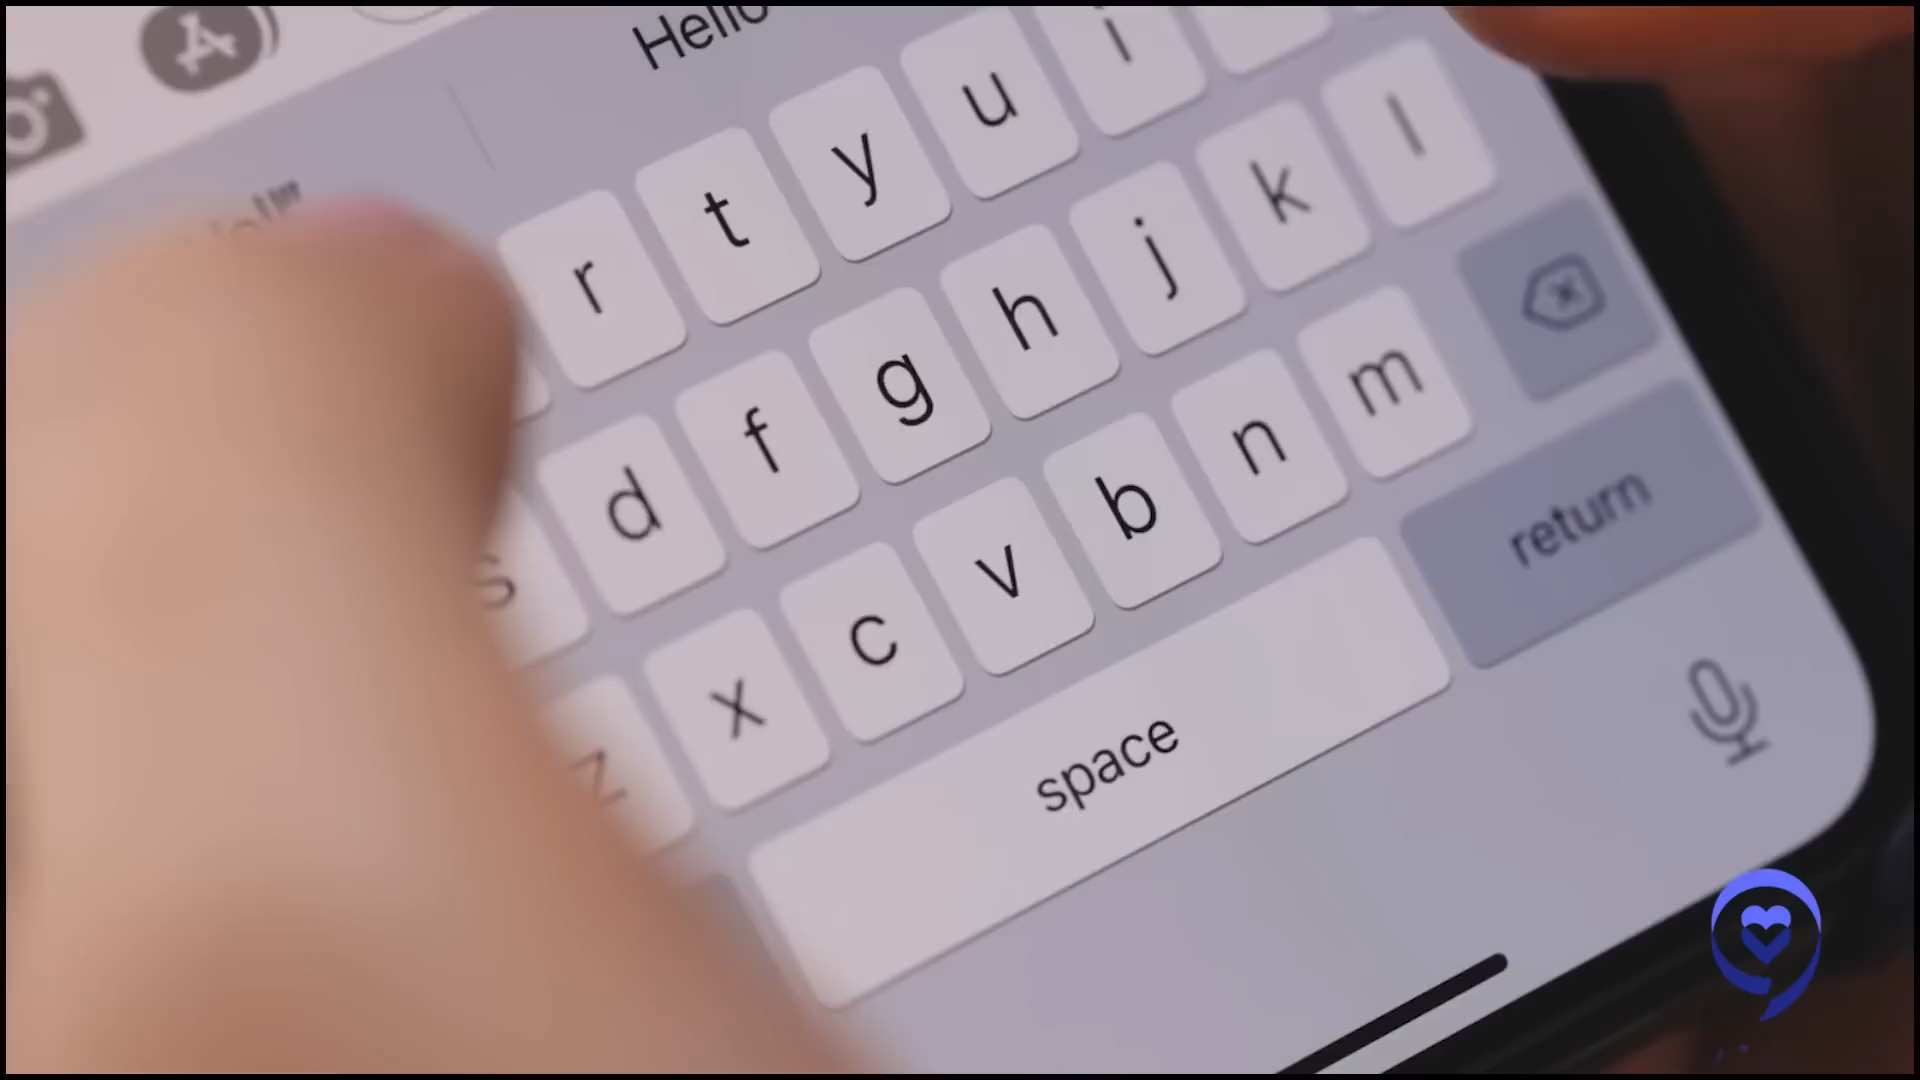 Hello
r t y u i
s d f g h j k l
z x c v b n m
space return